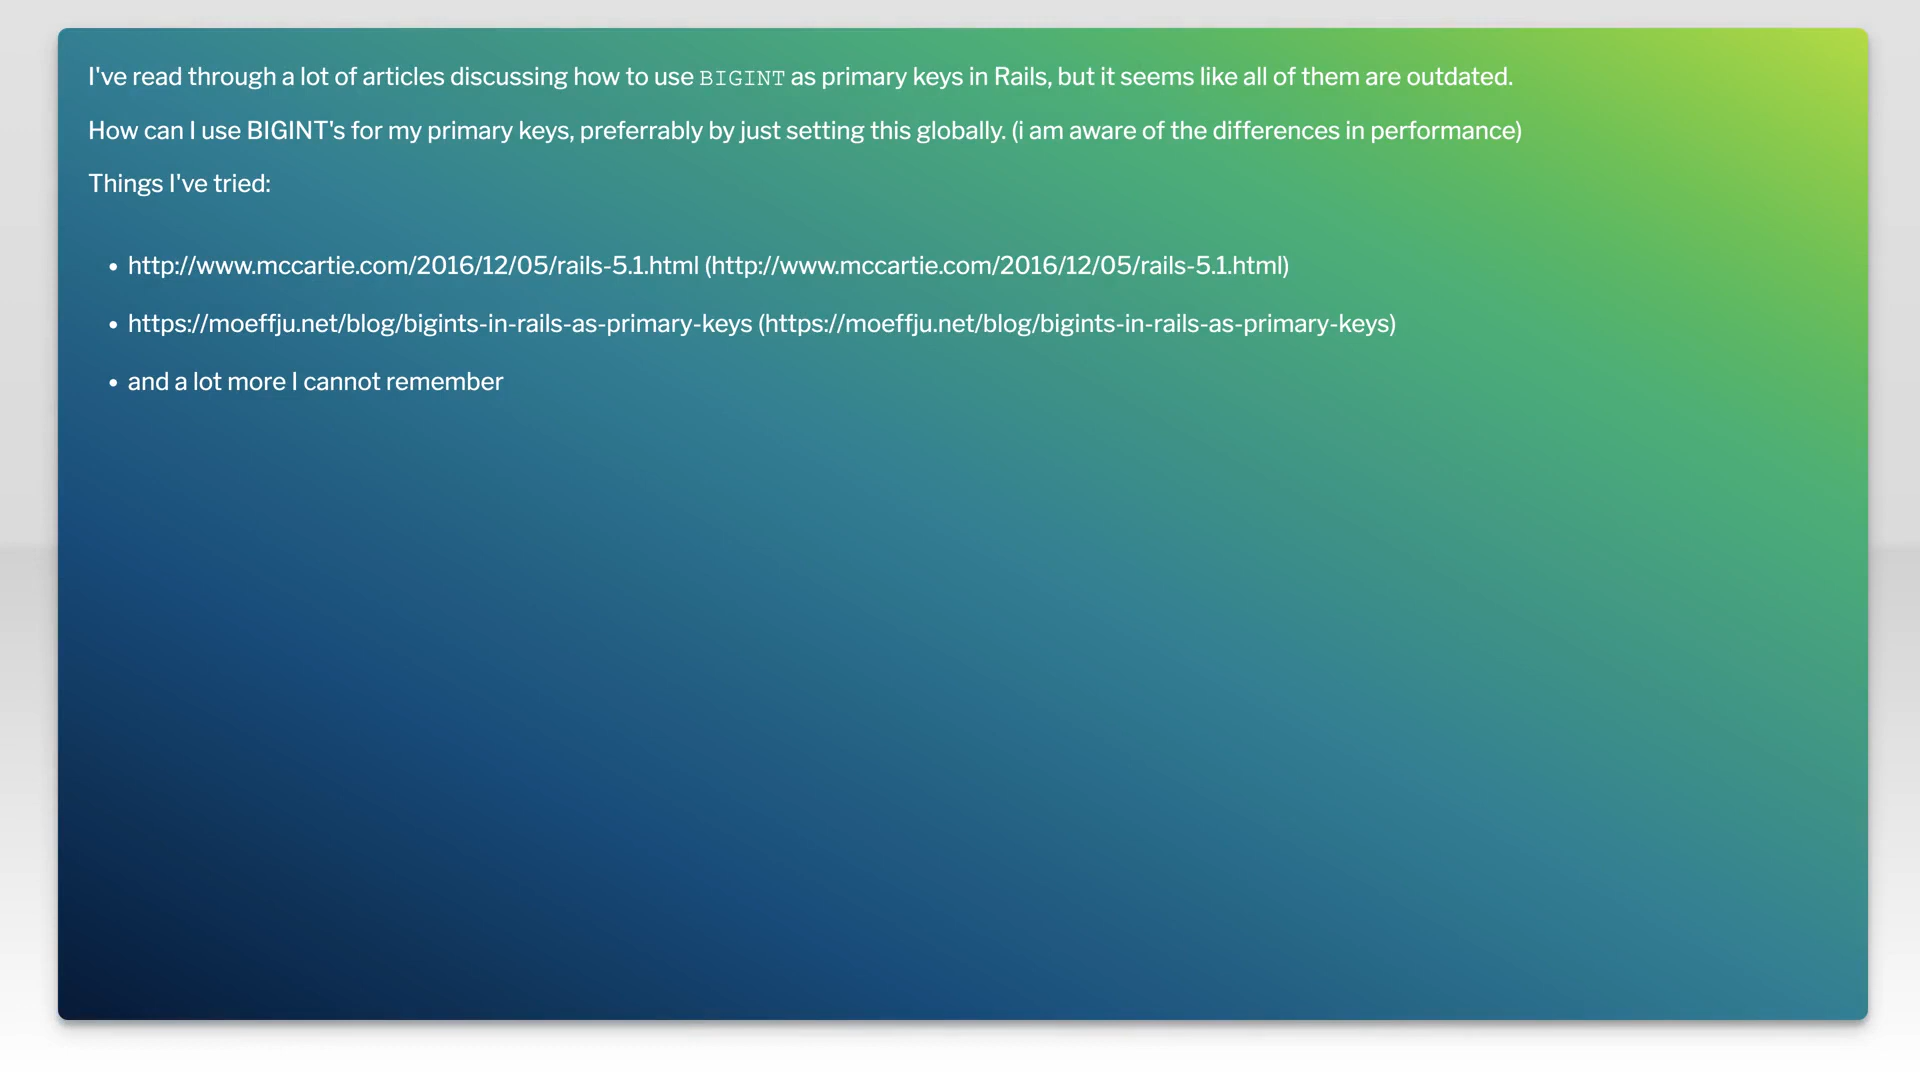 I've read through a lot of articles discussing how to use BIGINT as primary keys in Rails, but it seems like all of them are outdated.
How can I use BIGINT's for my primary keys, preferrably by just setting this globally. (i am aware of the differences in performance)
Things I've tried:
• http://www.mccartie.com/2016/12/05/rails-5.1.html (http://www.mccartie.com/2016/12/05/rails-5.1.html)
• https://moeffju.net/blog/bigints-in-rails-as-primary-keys (https://moeffju.net/blog/bigints-in-rails-as-primary-keys)
• and a lot more I cannot remember